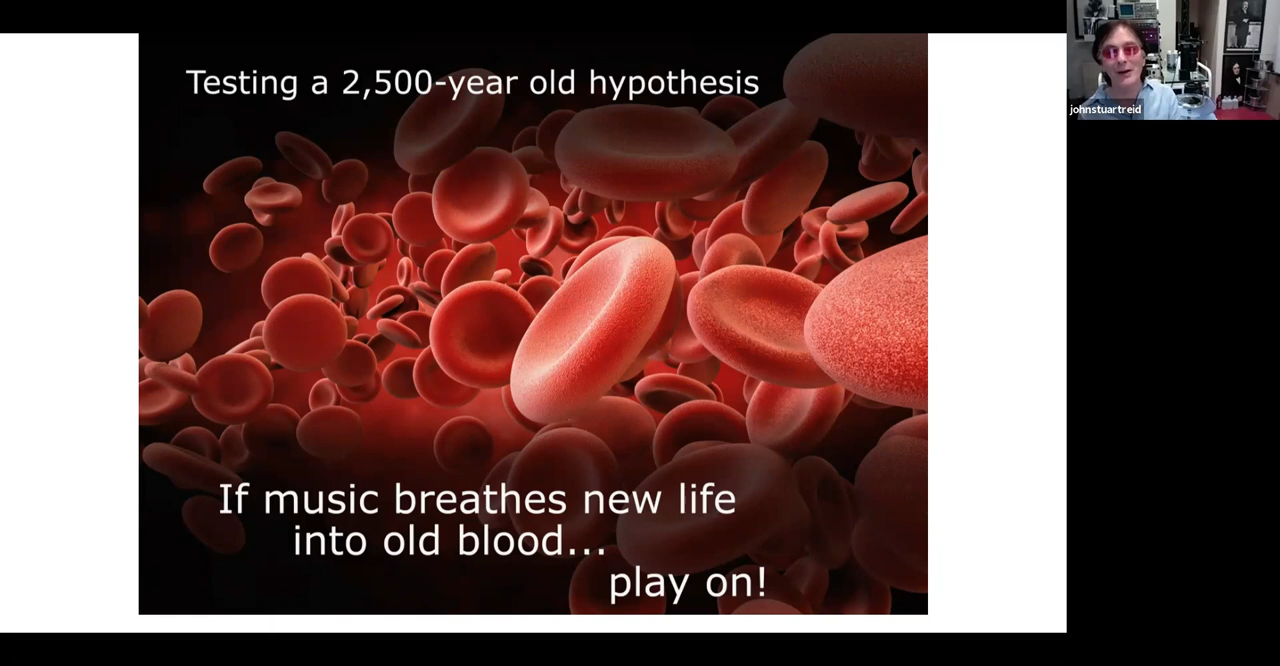 Testing a 2,500-year old hypothesis
johnstuartreid
If music breathes new life
into old blood...
play on!